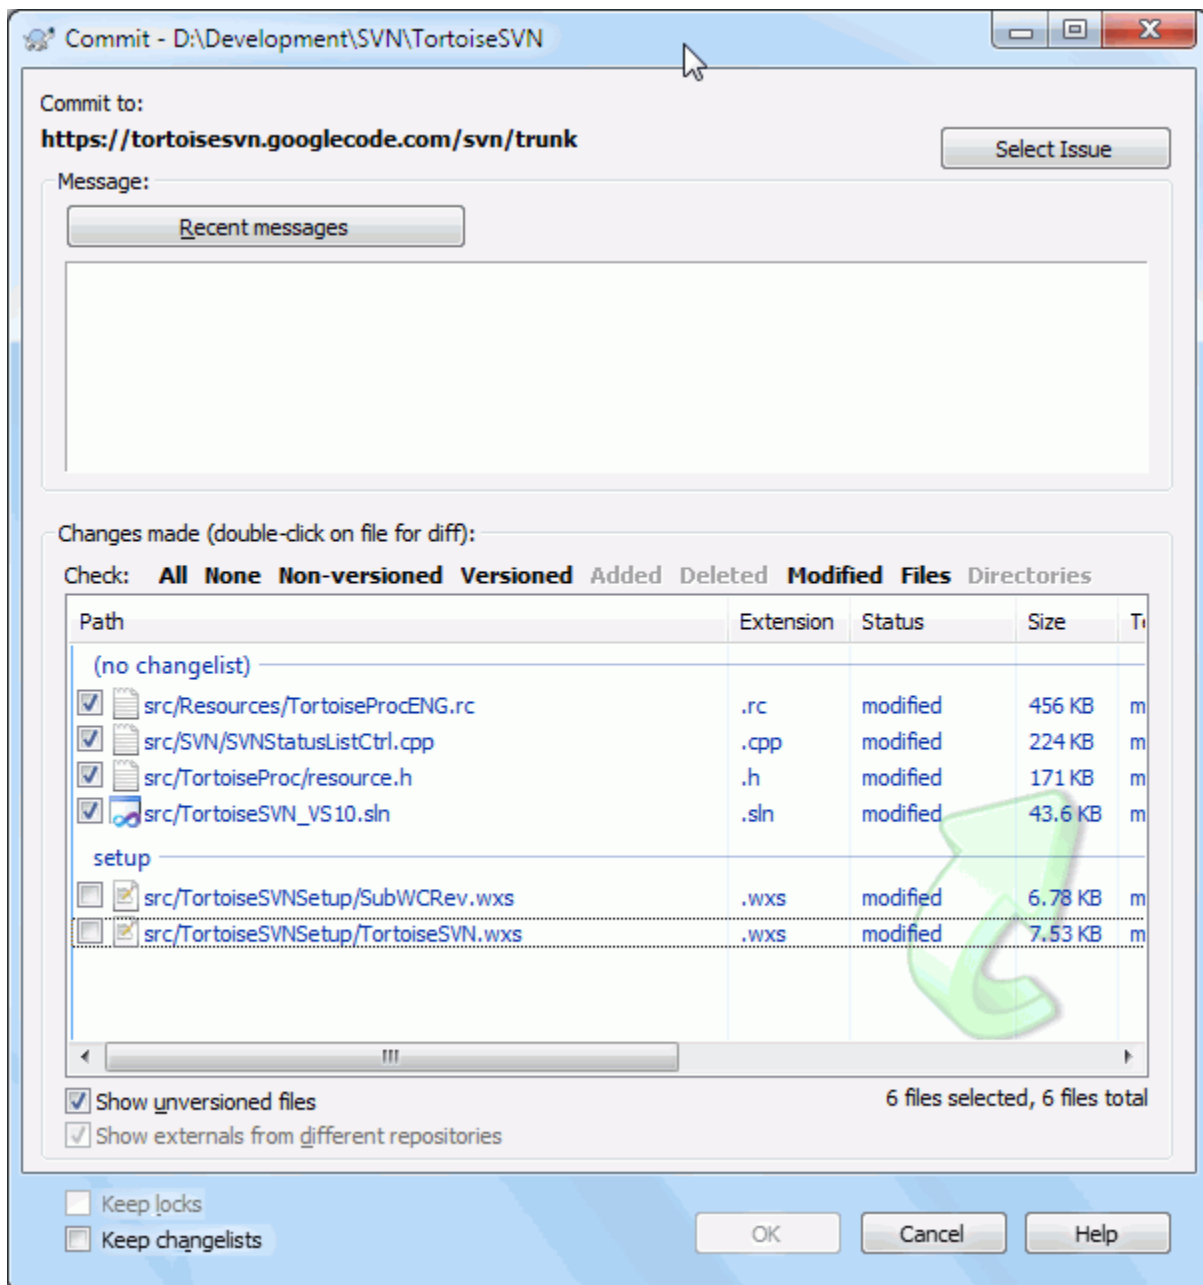 Commit - D:\Development\SVN\TortoiseSVN
Commit to:
https://tortoisesvn.googlecode.com/svn/trunk
Select Issue
Message:
Recent messages
Changes made (double-click on file for diff):
Check: All None Non-versioned Versioned Added Deleted Modified Files Directories
Path Extension Status Size
(no changelist)
src/Resources/TortoiseProcENG.rc .rc modified 456 KB m
src/SVN/SVNStatusListCtrl.cpp .cpp modified 224 KB m
src/TortoiseProc/resource.h .h modified 171 KB m
src/TortoiseSVN_VS10.sln .sln modified 43.6 KB m
setup
src/TortoiseSVNSetup/SubWCRev.wxs .wxs modified 6.78 KB m
src/TortoiseSVNSetup/TortoiseSVN.wxs .wxs modified 7.53 KB m
Show unversioned files
6 files selected, 6 files total
Show externals from different repositories
Keep locks
Keep changelists
OK Cancel Help